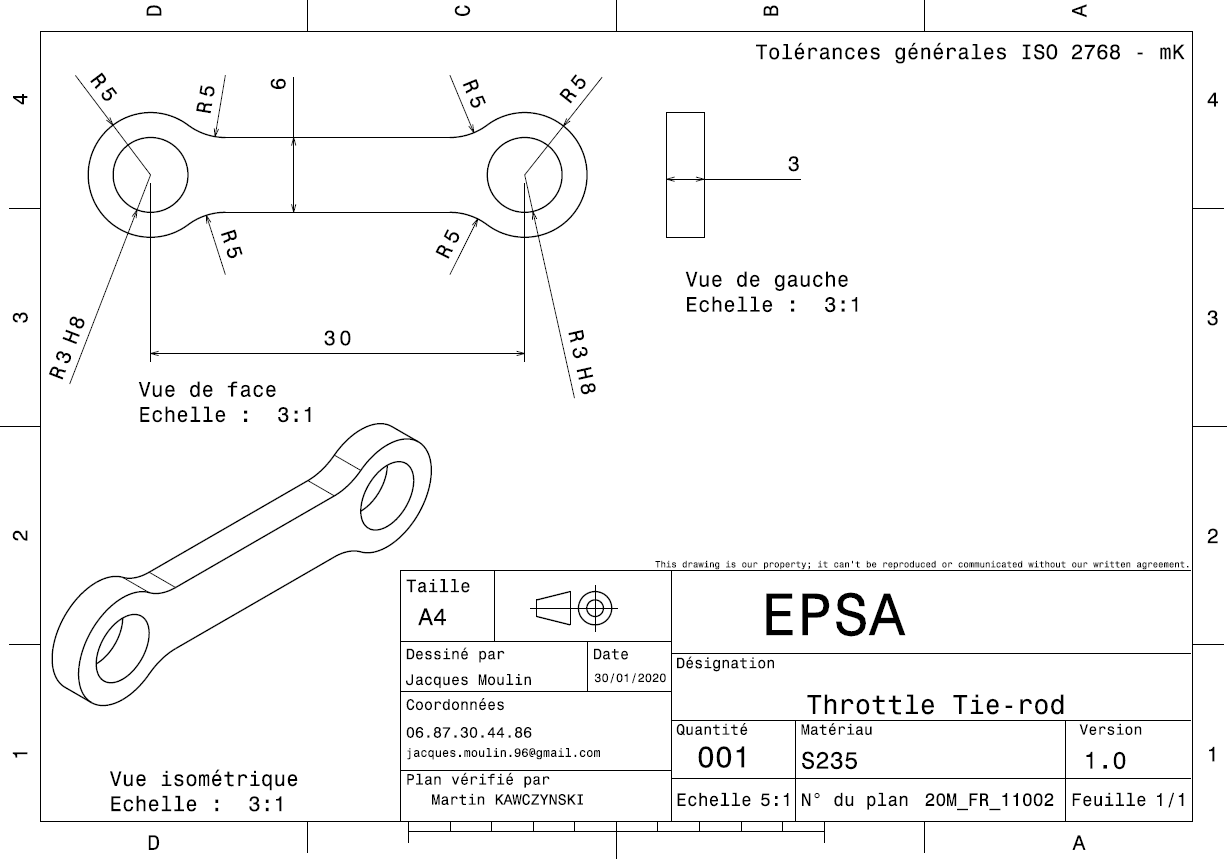 D C B A
Tolérances générales ISO 2768 - mK
4 4
R5 R5 6 R5 R5
3
R5 R5
Vue de gauche
Echelle : 3:1
3 3
30
R3 H8 R3 H8
Vue de face
Echelle : 3:1
2 2
This drawing is our property; it can't be reproduced or communicated without our written agreement.
Taille
A4
EPSA
Dessiné par
Jacques Moulin
Date
30/01/2020
Désignation
Throttle Tie-rod
Coordonnées
06.87.30.44.86
jacques.moulin.96@gmail.com
Quantité
001
Matériau
S235
Version
1.0
Plan vérifié par
Martin KAWCZYNSKI
Echelle 5:1
N° du plan 20M_FR_11002
Feuille 1/1
1 1
Vue isométrique
Echelle : 3:1
D A